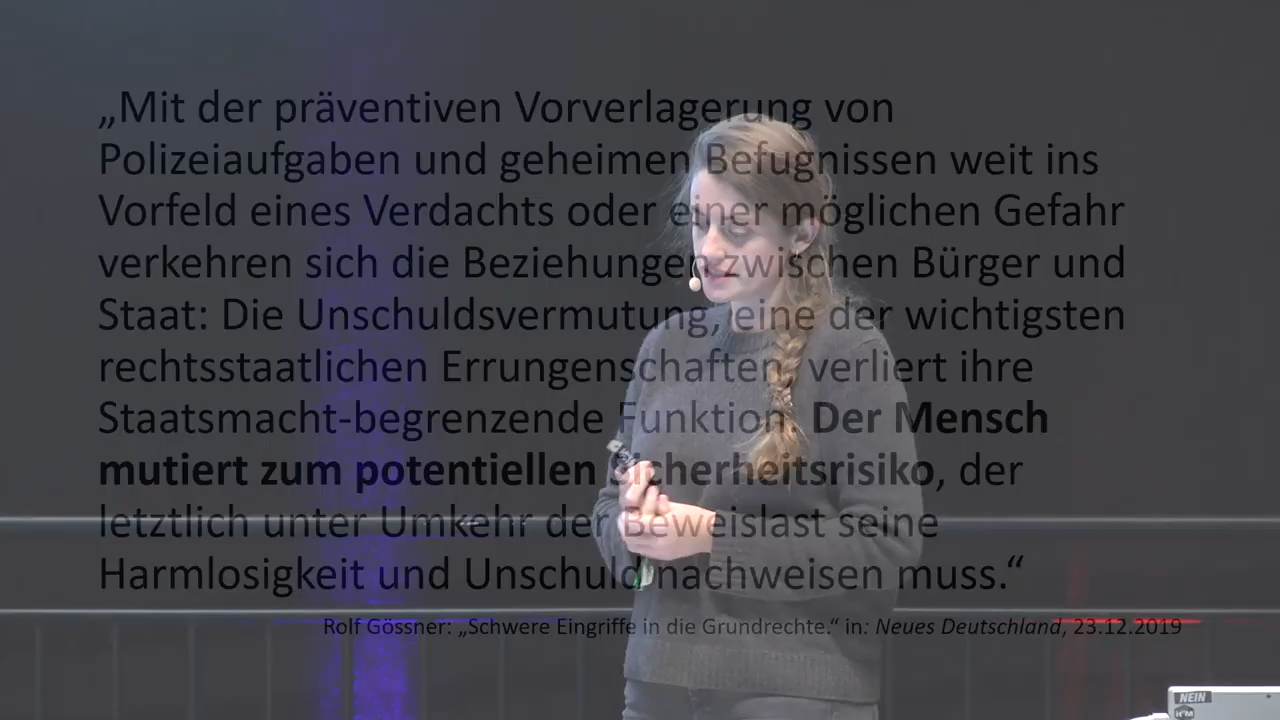 „Mit der präventiven Vorverlagerung von
Polizeiaufgaben und geheimen Befugnissen weit ins
Vorfeld eines Verdachts oder einer möglichen Gefahr
verkehren sich die Beziehungen zwischen Bürger und
Staat: Die Unschuldsvermutung, eine der wichtigsten
rechtsstaatlichen Errungenschaften, verliert ihre
Staatsmacht-begrenzende Funktion. Der Mensch
mutiert zum potentiellen Sicherheitsrisiko, der
letztlich unter Umkehr der Beweislast seine
Harmlosigkeit und Unschuld nachweisen muss.“
Rolf Gössner: „Schwere Eingriffe in die Grundrechte.“ in: Neues Deutschland, 23.12.2019
NEIN